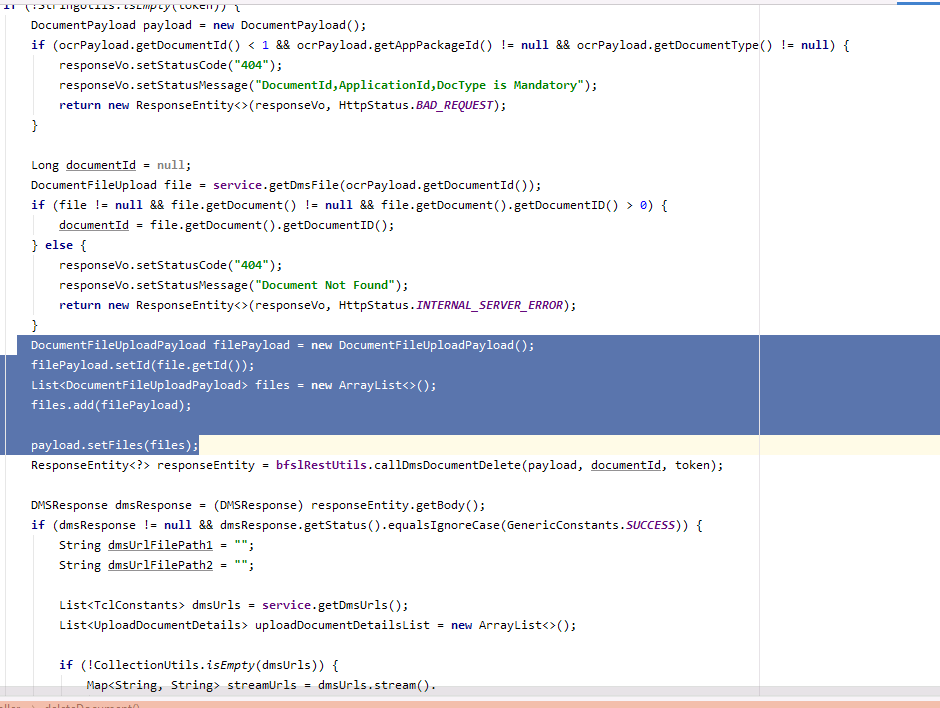 if (!StringUtils.isEmpty(token)) {
DocumentPayload payload = new DocumentPayload();
if (ocrPayload.getDocumentId() < 1 && ocrPayload.getAppPackageId() != null && ocrPayload.getDocumentType() != null) {
responseVo.setStatusCode("404");
responseVo.setStatusMessage("DocumentId,ApplicationId,DocType is Mandatory");
return new ResponseEntity<>(responseVo, HttpStatus.BAD_REQUEST);
}
Long documentId = null;
DocumentFileUpload file = service.getDmsFile(ocrPayload.getDocumentId());
if (file != null && file.getDocument() != null && file.getDocument().getDocumentID() > 0) {
documentId = file.getDocument().getDocumentID();
} else {
responseVo.setStatusCode("404");
responseVo.setStatusMessage("Document Not Found");
return new ResponseEntity<>(responseVo, HttpStatus.INTERNAL_SERVER_ERROR);
}
DocumentFileUploadPayload filePayload = new DocumentFileUploadPayload();
filePayload.setId(file.getId());
List<DocumentFileUploadPayload> files = new ArrayList<>();
files.add(filePayload);
payload.setFiles(files);
ResponseEntity<?> responseEntity = bfslRestUtils.callDmsDocumentDelete(payload, documentId, token);
DMSResponse dmsResponse = (DMSResponse) responseEntity.getBody();
if (dmsResponse != null && dmsResponse.getStatus().equalsIgnoreCase(GenericConstants.SUCCESS)) {
String dmsUrlFilePath1 = "";
String dmsUrlFilePath2 = "";
List<TclConstants> dmsUrls = service.getDmsUrls();
List<UploadDocumentDetails> uploadDocumentDetailsList = new ArrayList<>();
if (!CollectionUtils.isEmpty(dmsUrls)) {
Map<String, String> streamUrls = dmsUrls.stream().
deleteDocument()